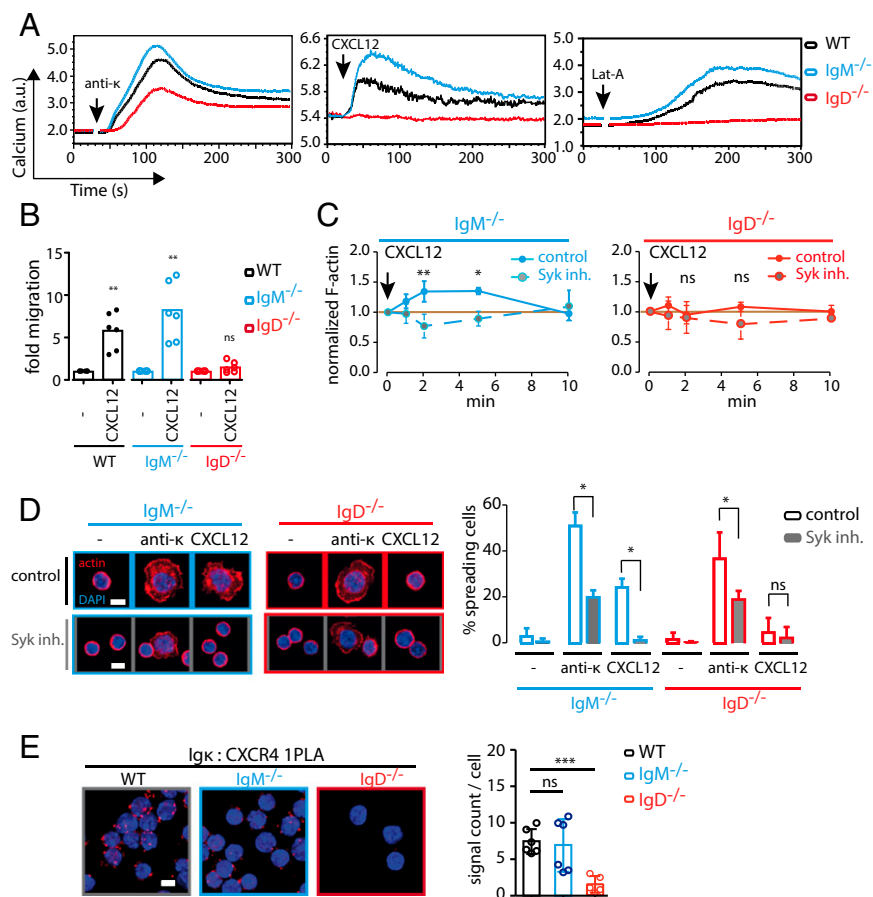 A
Calcium (a.u.)
Time (s)
5.0
4.0
3.0
2.0
anti-κ
0 100 200 300
6.6
6.2
5.8
5.4
5.0
CXCL12
0 100 200 300
5.0
4.0
3.0
2.0
1.0
Lat-A
0 100 200 300
WT
IgM-/-
IgD-/-
B
fold migration
15
10
5
0
** ** ns
- CXCL12 - CXCL12 - CXCL12
WT IgM-/- IgD-/-
WT
IgM-/-
IgD-/-
C
IgM-/-
normalized F-actin
2.0
1.5
1.0
0.5
0.0
CXCL12
control
Syk inh.
** *
0 2 4 6 8 10
min
IgD-/-
2.0
1.5
1.0
0.5
0.0
CXCL12
control
Syk inh.
ns ns
0 2 4 6 8 10
min
D
IgM-/- IgD-/-
- anti-κ CXCL12 - anti-κ CXCL12
control
actin
DAPI
Syk inh.
% spreading cells
60
40
20
0
* * * ns
control
Syk inh.
- anti-κ CXCL12 - anti-κ CXCL12
IgM-/- IgD-/-
E
Igκ : CXCR4 1PLA
WT IgM-/- IgD-/-
signal count / cell
15
10
5
0
***
ns
WT
IgM-/-
IgD-/-